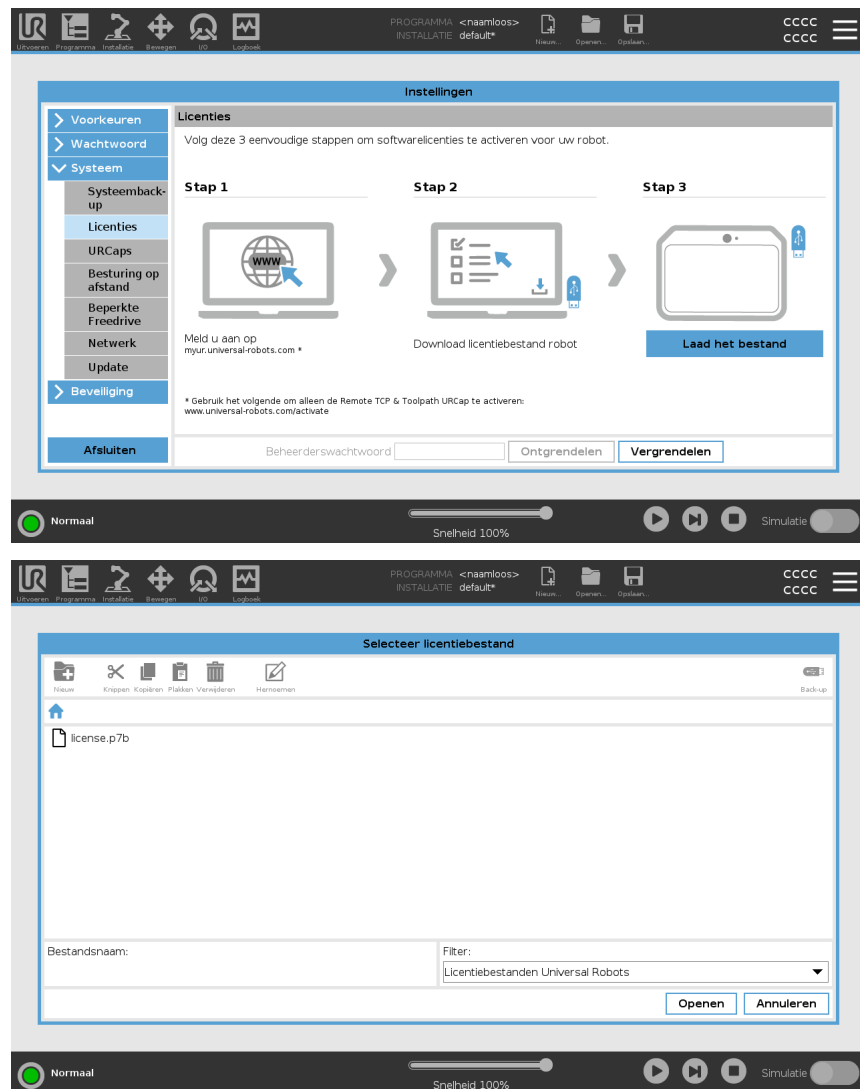 PROGRAMMA <naamloos>
INSTALLATIE default*
CCCC
CCCC
Uitvoeren Programma Installatie Bewegen I/O Logboek Nieuw... Openen... Opslaan...
Instellingen
Voorkeuren
Wachtwoord
Systeem
Systeemback-
up
Licenties
URCaps
Besturing op
afstand
Beperkte
Freedrive
Netwerk
Update
Beveiliging
Afsluiten
Licenties
Volg deze 3 eenvoudige stappen om softwarelicenties te activeren voor uw robot.
Stap 1 Stap 2 Stap 3
www
Meld u aan op
myur.universal-robots.com *
Download licentiebestand robot
Laad het bestand
* Gebruik het volgende om alleen de Remote TCP & Toolpath URCap te activeren:
www.universal-robots.com/activate
Beheerderswachtwoord Ontgrendelen Vergrendelen
Normaal
Snelheid 100%
Simulatie
PROGRAMMA <naamloos>
INSTALLATIE default*
CCCC
CCCC
Uitvoeren Programma Installatie Bewegen I/O Logboek Nieuw... Openen... Opslaan...
Selecteer licentiebestand
Nieuw Knippen Kopiëren Plakken Verwijderen Hernoemen Back-up
license.p7b
Bestandsnaam: Filter:
Licentiebestanden Universal Robots
Openen Annuleren
Normaal
Snelheid 100%
Simulatie